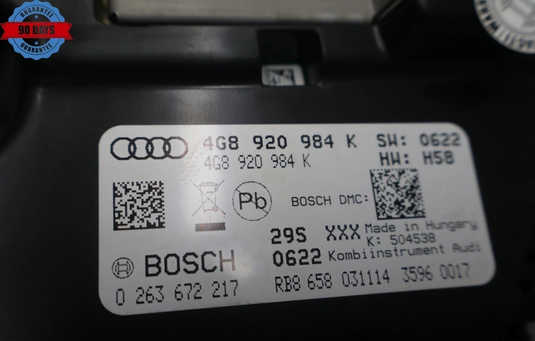 GUARANTEE
90 DAYS
GUARANTEE
4G8 920 984 K SW: 0622
4G8 920 984 K HW: H58
Pb BOSCH DMC:
29S XXX Made in Hungary
K: 504538
BOSCH 0622 Kombiinstrument Audi
0 263 672 217 RB8 658 031114 3596 0017